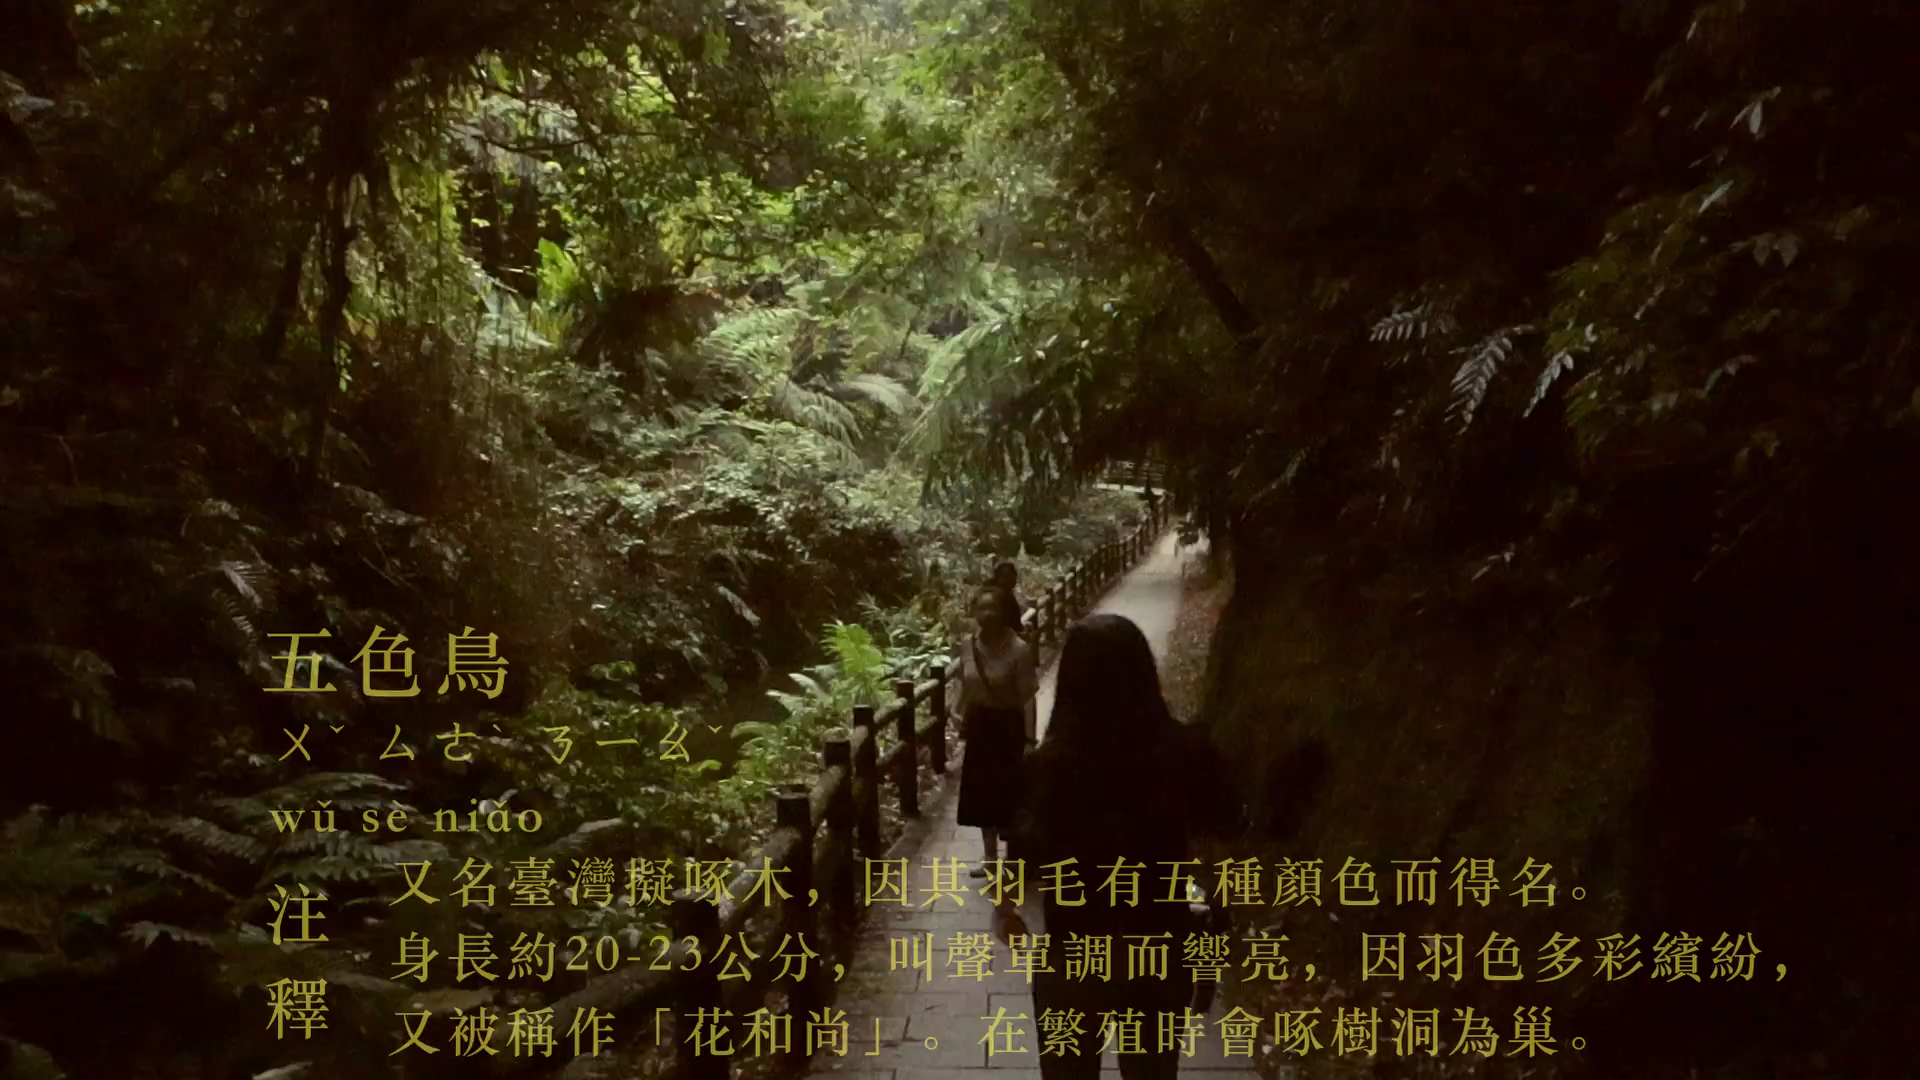 五色鳥
ㄨˇ ㄙㄜˋ ㄋㄧㄠˇ
wǔ sè niǎo
注釋
又名臺灣擬啄木，因其羽毛有五種顏色而得名。
身長約20-23公分，叫聲單調而響亮，因羽色多彩繽紛，
又被稱作「花和尚」。在繁殖時會啄樹洞為巢。